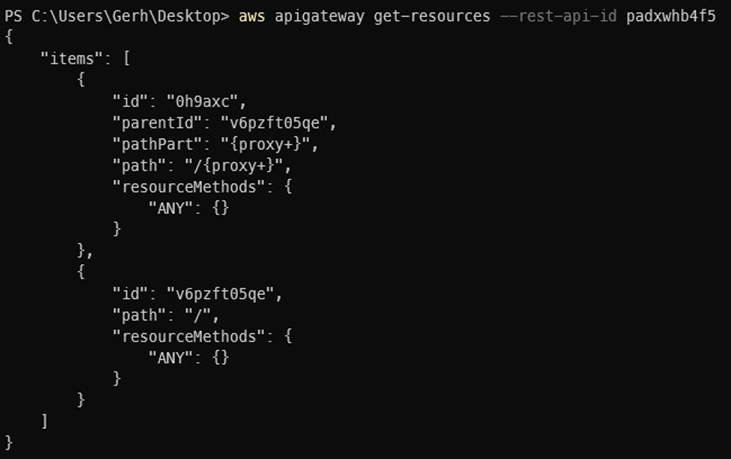 PS C:\Users\Gerh\Desktop> aws apigateway get-resources --rest-api-id padxwhb4f5
{
    "items": [
        {
            "id": "0h9axc",
            "parentId": "v6pzft05qe",
            "pathPart": "{proxy+}",
            "path": "/{proxy+}",
            "resourceMethods": {
                "ANY": {}
            }
        },
        {
            "id": "v6pzft05qe",
            "path": "/",
            "resourceMethods": {
                "ANY": {}
            }
        }
    ]
}